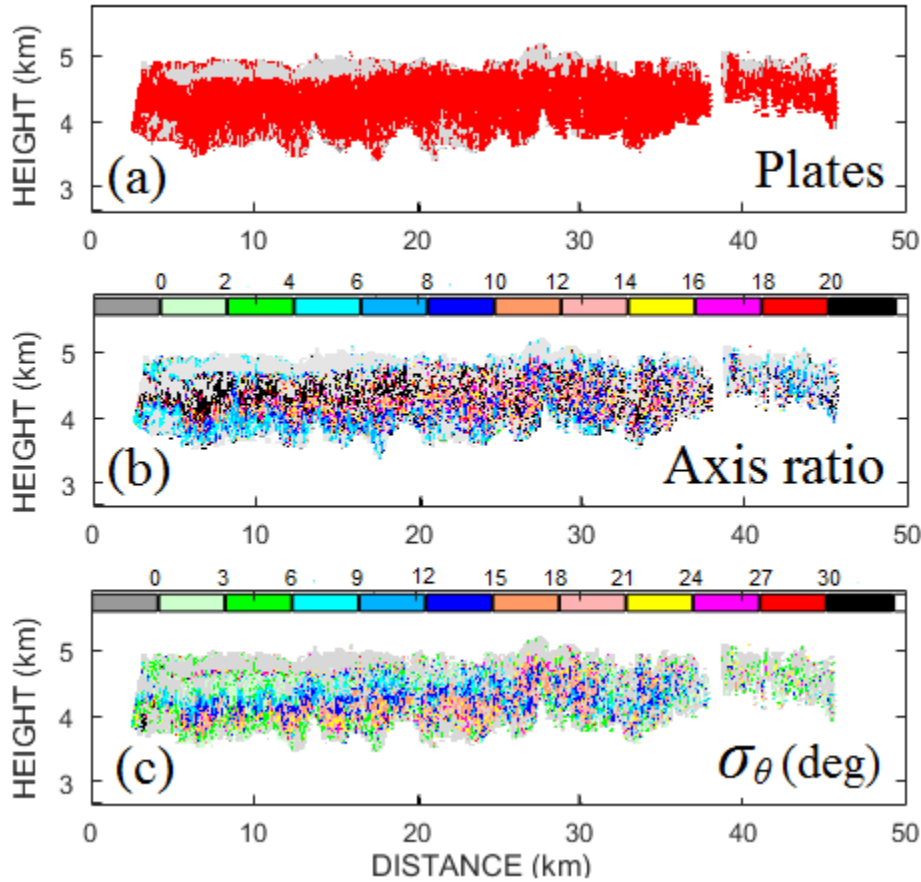 HEIGHT (km)
5
4
3
(a)
Plates
0 10 20 30 40 50
0 2 4 6 8 10 12 14 16 18 20
HEIGHT (km)
5
4
3
(b)
Axis ratio
0 10 20 30 40 50
0 3 6 9 12 15 18 21 24 27 30
HEIGHT (km)
5
4
3
(c)
σθ (deg)
0 10 20 30 40 50
DISTANCE (km)